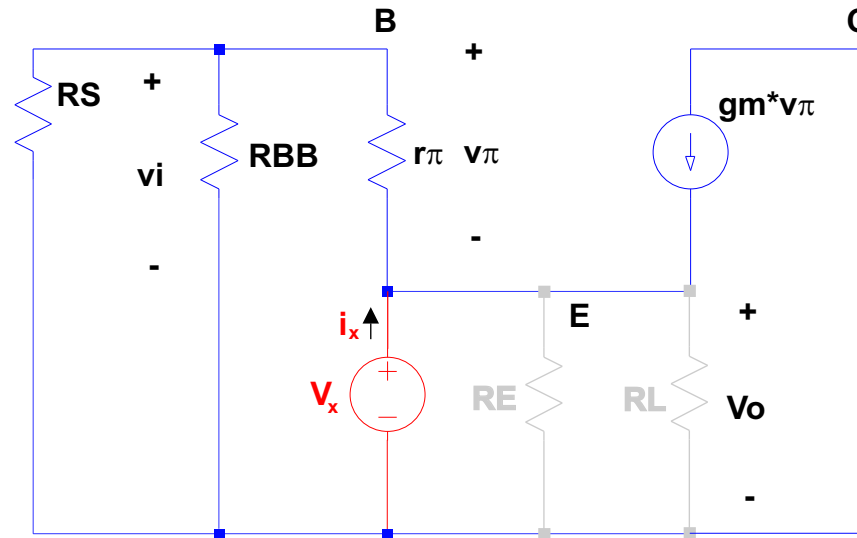 B
C
+
+
RS
gm*vπ
vi
RBB
rπ
vπ
-
-
ix
E
+
+
Vx
−
RE
RL
Vo
-